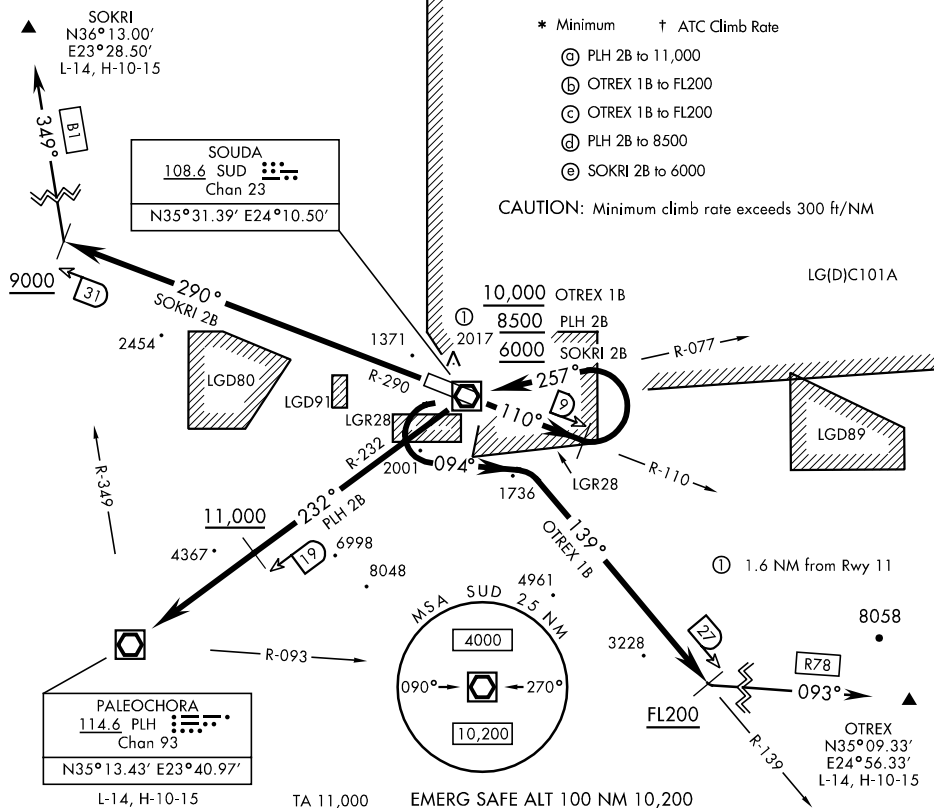 SOKRI
N36°13.00'
E23°28.50'
L-14, H-10-15
* Minimum † ATC Climb Rate
ⓐ PLH 2B to 11,000
ⓑ OTREX 1B to FL200
ⓒ OTREX 1B to FL200
ⓓ PLH 2B to 8500
ⓔ SOKRI 2B to 6000
CAUTION: Minimum climb rate exceeds 300 ft/NM
349°
B1
SOUDA
108.6 SUD
Chan 23
N35°31.39' E24°10.50'
9000
31
290°
SOKRI 2B
LG(D)C101A
10,000 OTREX 1B
① 8500 PLH 2B
2017
6000 SOKRI 2B
2454
1371
R-290
R-077
257°
LGD80
LGD91
110°
9
LGR28
LGD89
R-232
094°
2001
LGR28
R-110
1736
R-349
232°
PLH 2B
11,000
139°
OTREX 1B
4367
19
6998
8048
4961
① 1.6 NM from Rwy 11
8058
MSA SUD 25 NM
4000
090° 270°
10,200
3228
27
R-093
R78
093°
FL200
R-139
PALEOCHORA
114.6 PLH
Chan 93
N35°13.43' E23°40.97'
L-14, H-10-15
OTREX
N35°09.33'
E24°56.33'
L-14, H-10-15
TA 11,000 EMERG SAFE ALT 100 NM 10,200